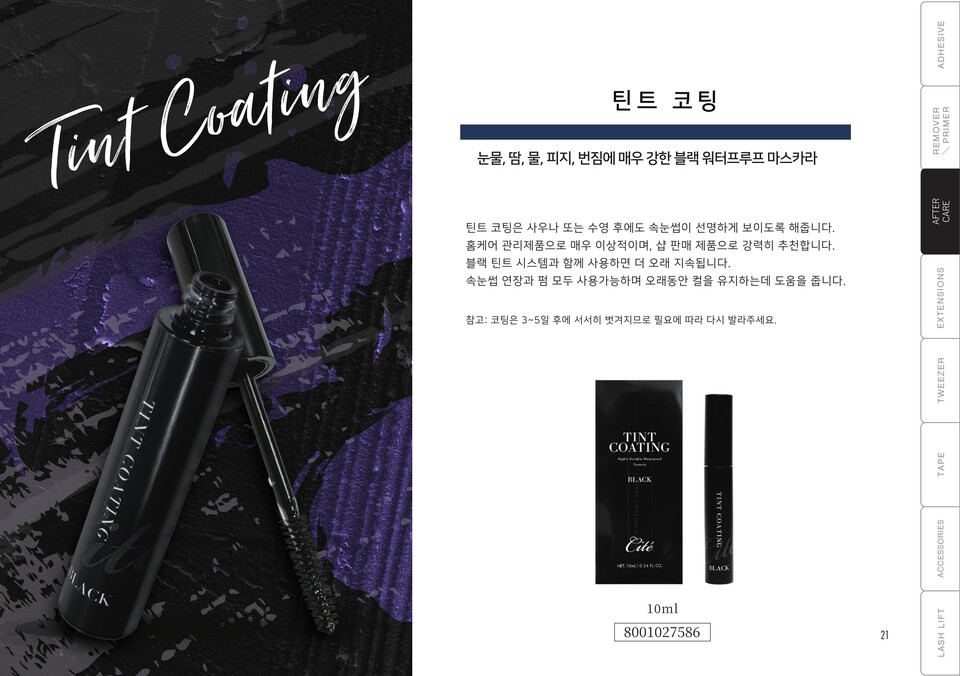 Tint Coating
TINT COATING
BLACK
틴트 코팅
눈물, 땀, 물, 피지, 번짐에 매우 강한 블랙 워터프루프 마스카라
틴트 코팅은 사우나 또는 수영 후에도 속눈썹이 선명하게 보이도록 해줍니다.
홈케어 관리제품으로 매우 이상적이며, 샵 판매 제품으로 강력히 추천합니다.
블랙 틴트 시스템과 함께 사용하면 더 오래 지속됩니다.
속눈썹 연장과 펌 모두 사용가능하며 오래동안 컬을 유지하는데 도움을 줍니다.
참고: 코팅은 3~5일 후에 서서히 벗겨지므로 필요에 따라 다시 발라주세요.
TINT
COATING
Highly Durable Waterproof
Formula
BLACK
Cité
NET. 10ml | 0.34 FL.OZ.
TINT COATING
BLACK
10ml
8001027586
21
ADHESIVE
REMOVER
/ PRIMER
AFTER
CARE
EXTENSIONS
TWEEZER
TAPE
ACCESSORIES
LASH LIFT